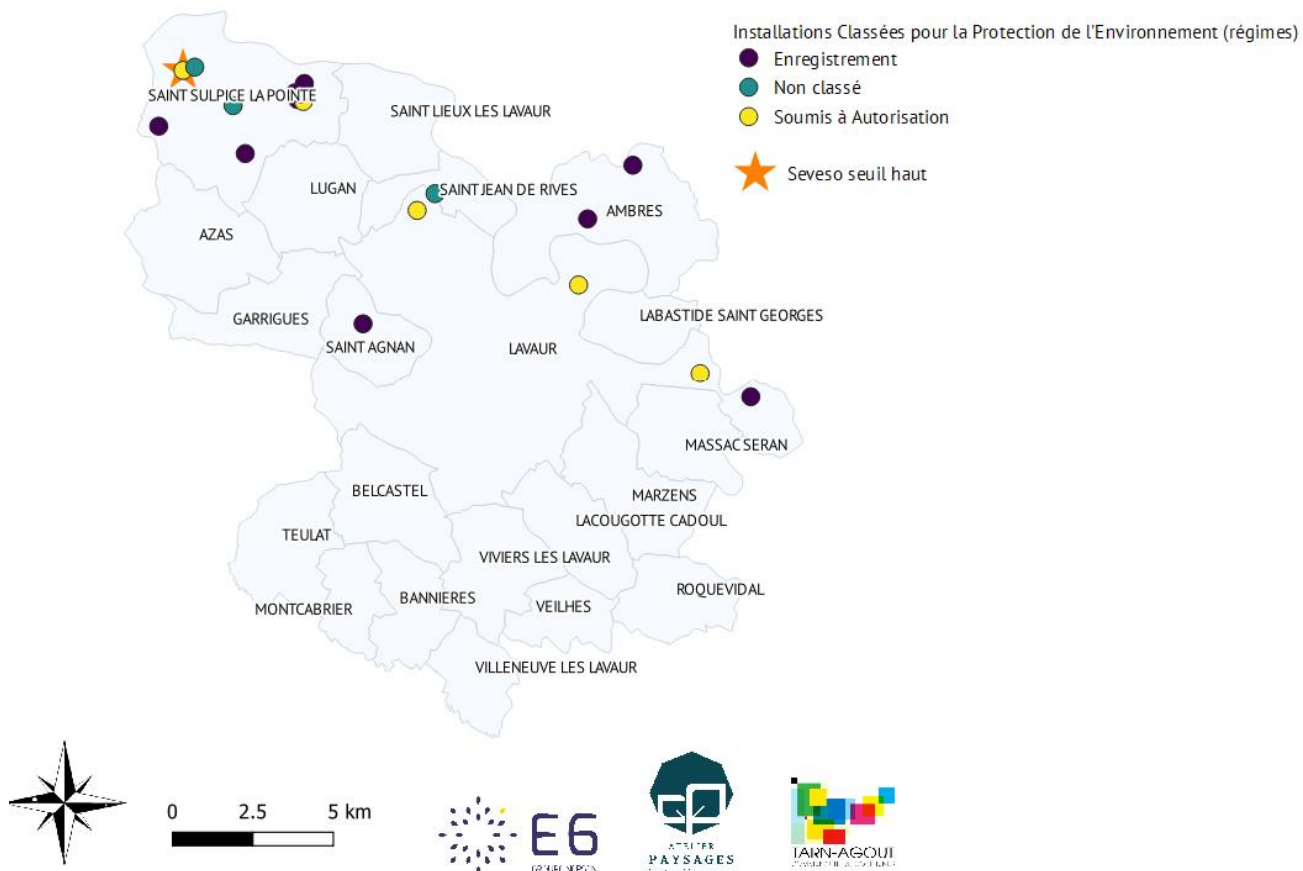 Installations Classées pour la Protection de l'Environnement (régimes)
Enregistrement
Non classé
Soumis à Autorisation
Seveso seuil haut
SAINT SULPICE LA POINTE
SAINT LIEUX LES LAVAUR
LUGAN
SAINT JEAN DE RIVES
AMBRES
AZAS
GARRIGUES
LABASTIDE SAINT GEORGES
SAINT AGNAN
LAVAUR
MASSAC SERAN
BELCASTEL
MARZENS
LACOUGOTTE CADOUL
TEULAT
VIVIERS LES LAVAUR
ROQUEVIDAL
BANNIERES
VEILHES
MONTCABRIER
VILLENEUVE LES LAVAUR
0 2.5 5 km
E6
ATELIER
PAYSAGES
TARN-AGOUT